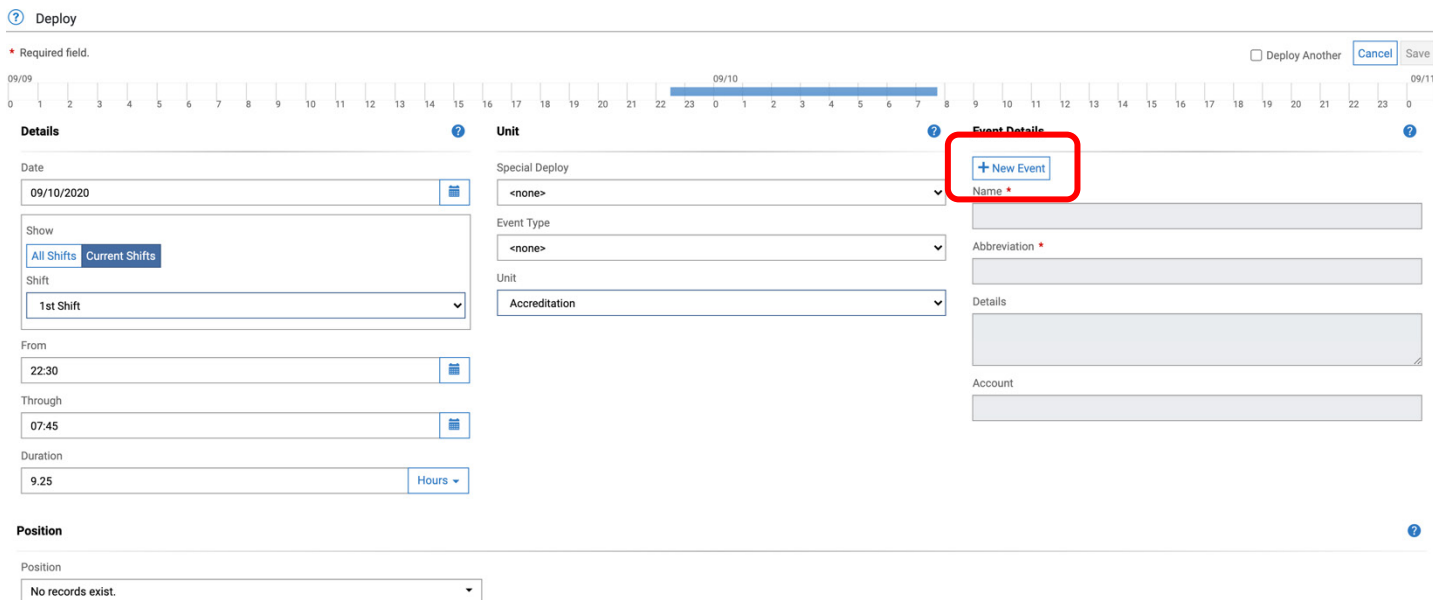 Deploy
* Required field.
Deploy Another Cancel Save
09/09 09/10 09/11
0 1 2 3 4 5 6 7 8 9 10 11 12 13 14 15 16 17 18 19 20 21 22 23 0 1 2 3 4 5 6 7 8 9 10 11 12 13 14 15 16 17 18 19 20 21 22 23 0
Details
Date
09/10/2020
Show
All Shifts Current Shifts
Shift
1st Shift
From
22:30
Through
07:45
Duration
9.25 Hours
Unit
Special Deploy
<none>
Event Type
<none>
Unit
Accreditation
Event Details
+ New Event
Name *
Abbreviation *
Details
Account
Position
Position
No records exist.